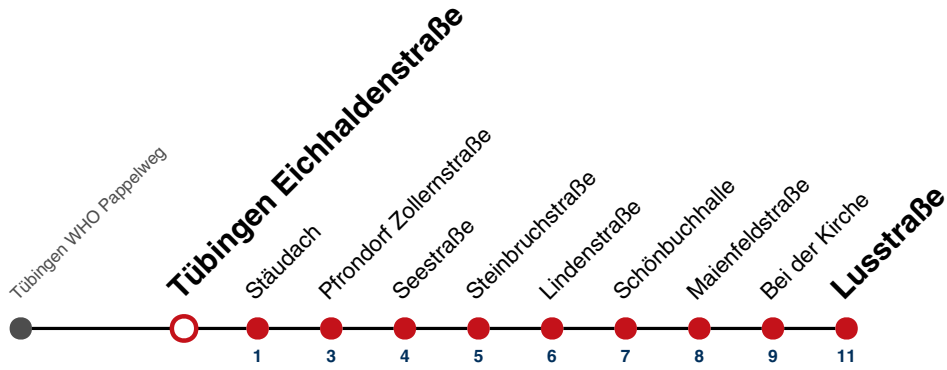 Tübingen WHO Pappelweg
Tübingen Eichhaldenstraße
Stäudach
Pfrondorf Zollernstraße
Seestraße
Steinbruchstraße
Lindenstraße
Schönbuchhalle
Maienfeldstraße
Bei der Kirche
Lusstraße
1 3 4 5 6 7 8 9 11